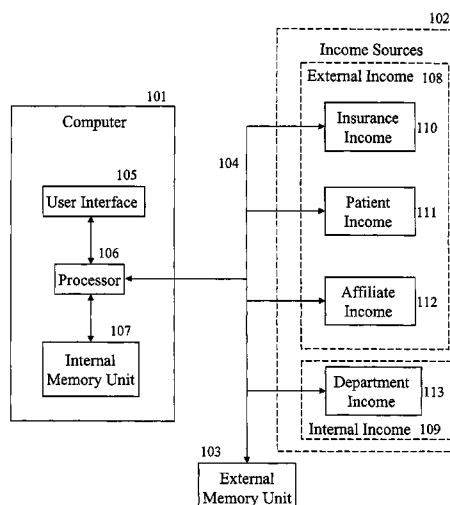 102
Income Sources
External Income 108
Insurance
Income
110
Patient
Income
111
Affiliate
Income
112
Department
Income
113
Internal Income 109
101
Computer
105
User Interface
106
Processor
107
Internal
Memory Unit
104
103
External
Memory Unit